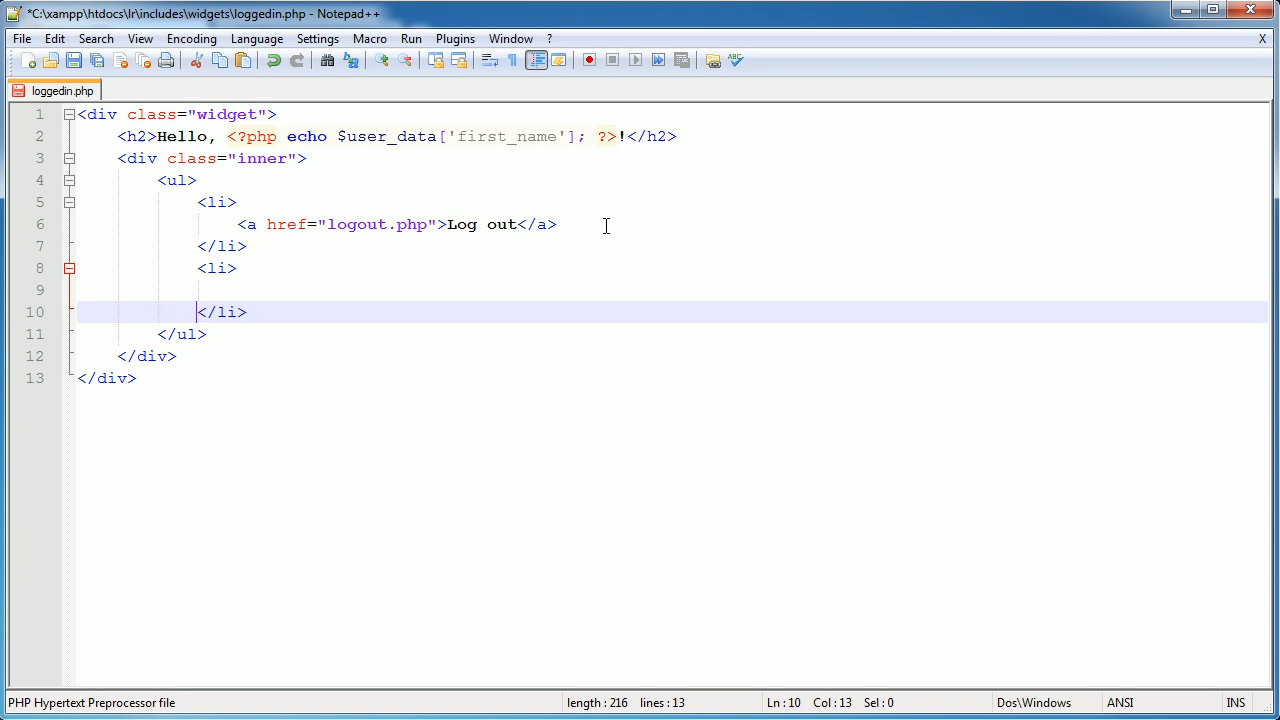 *C:\xampp\htdocs\lr\includes\widgets\loggedin.php - Notepad++
File Edit Search View Encoding Language Settings Macro Run Plugins Window ? X
loggedin.php
1 <div class="widget">
2 <h2>Hello, <?php echo $user_data['first_name']; ?>!</h2>
3 <div class="inner">
4 <ul>
5 <li>
6 <a href="logout.php">Log out</a>
7 </li>
8 <li>
9
10 </li>
11 </ul>
12 </div>
13 </div>
PHP Hypertext Preprocessor file length : 216 lines : 13 Ln : 10 Col : 13 Sel : 0 Dos\Windows ANSI INS